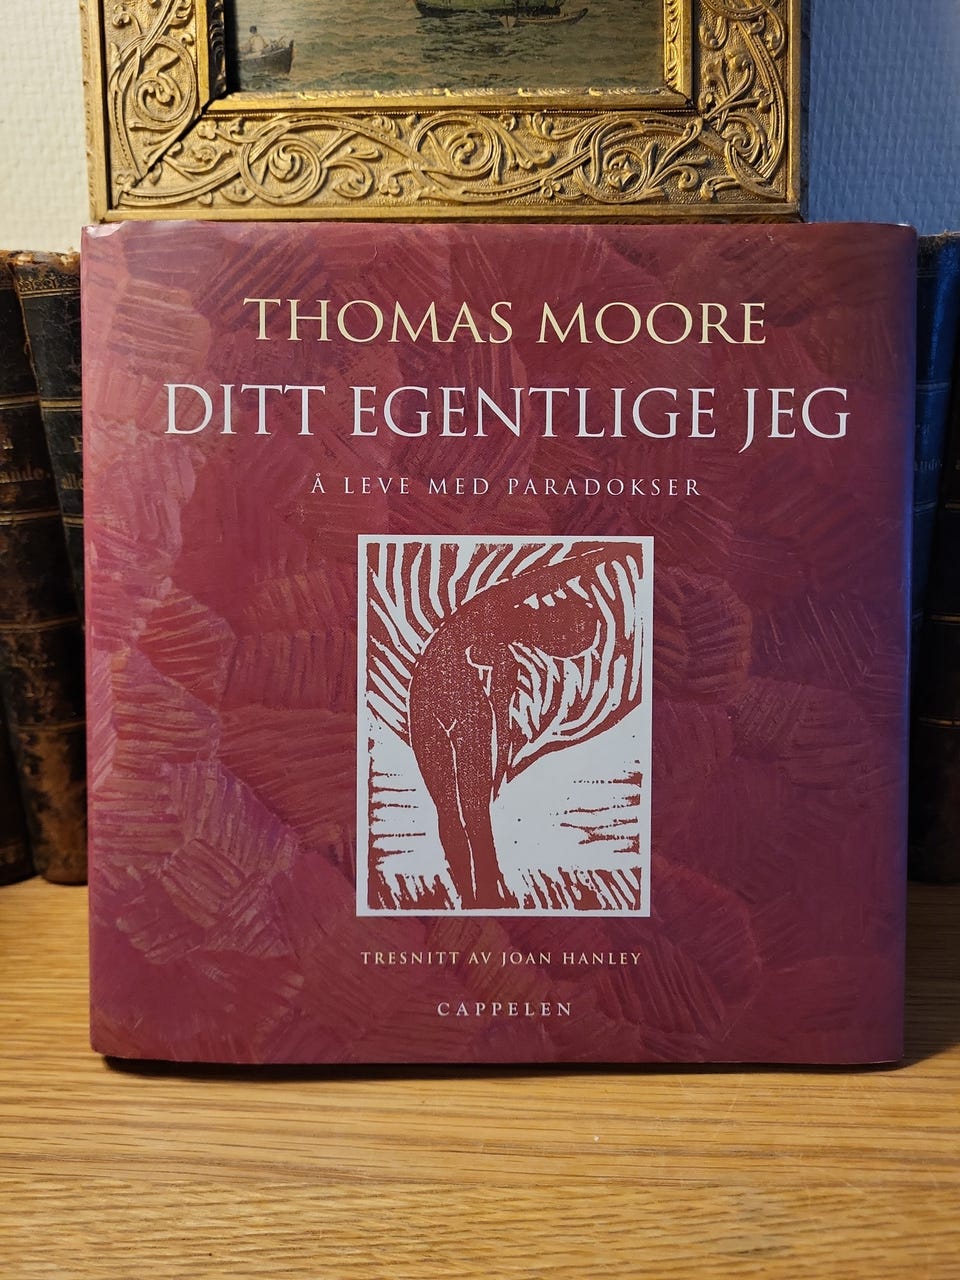 THOMAS MOORE
DITT EGENTLIGE JEG
Å LEVE MED PARADOKSER
TRESNITT AV JOAN HANLEY
CAPPELEN